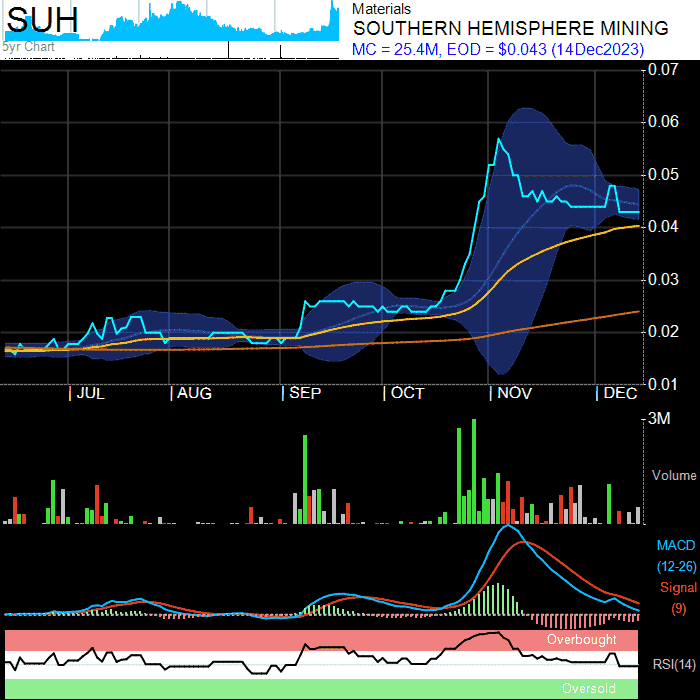 SUH
5yr Chart
Materials
SOUTHERN HEMISPHERE MINING
MC = 25.4M, EOD = $0.043 (14Dec2023)
0.07
0.06
0.05
0.04
0.03
0.02
0.01
JUL AUG SEP OCT NOV DEC
3M
Volume
MACD
(12-26)
Signal
(9)
Overbought
RSI(14)
Oversold